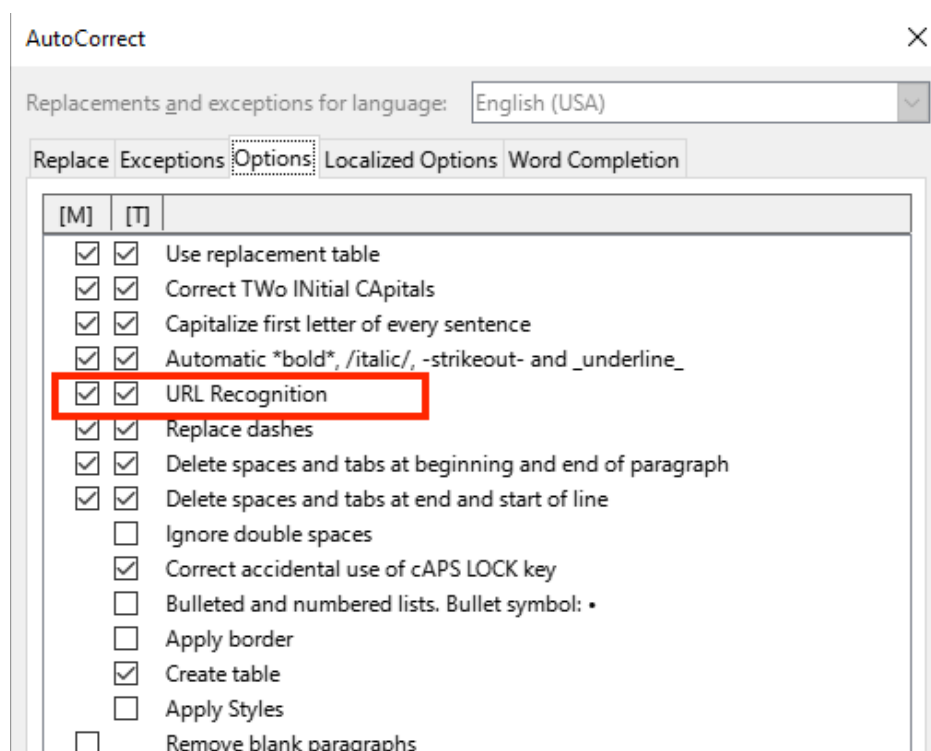 AutoCorrect
Replacements and exceptions for language: English (USA)
Replace Exceptions Options Localized Options Word Completion
[M] [T]
Use replacement table
Correct TWo INitial CApitals
Capitalize first letter of every sentence
Automatic *bold*, /italic/, -strikeout- and _underline_
URL Recognition
Replace dashes
Delete spaces and tabs at beginning and end of paragraph
Delete spaces and tabs at end and start of line
Ignore double spaces
Correct accidental use of cAPS LOCK key
Bulleted and numbered lists. Bullet symbol: •
Apply border
Create table
Apply Styles
Remove blank paragraphs